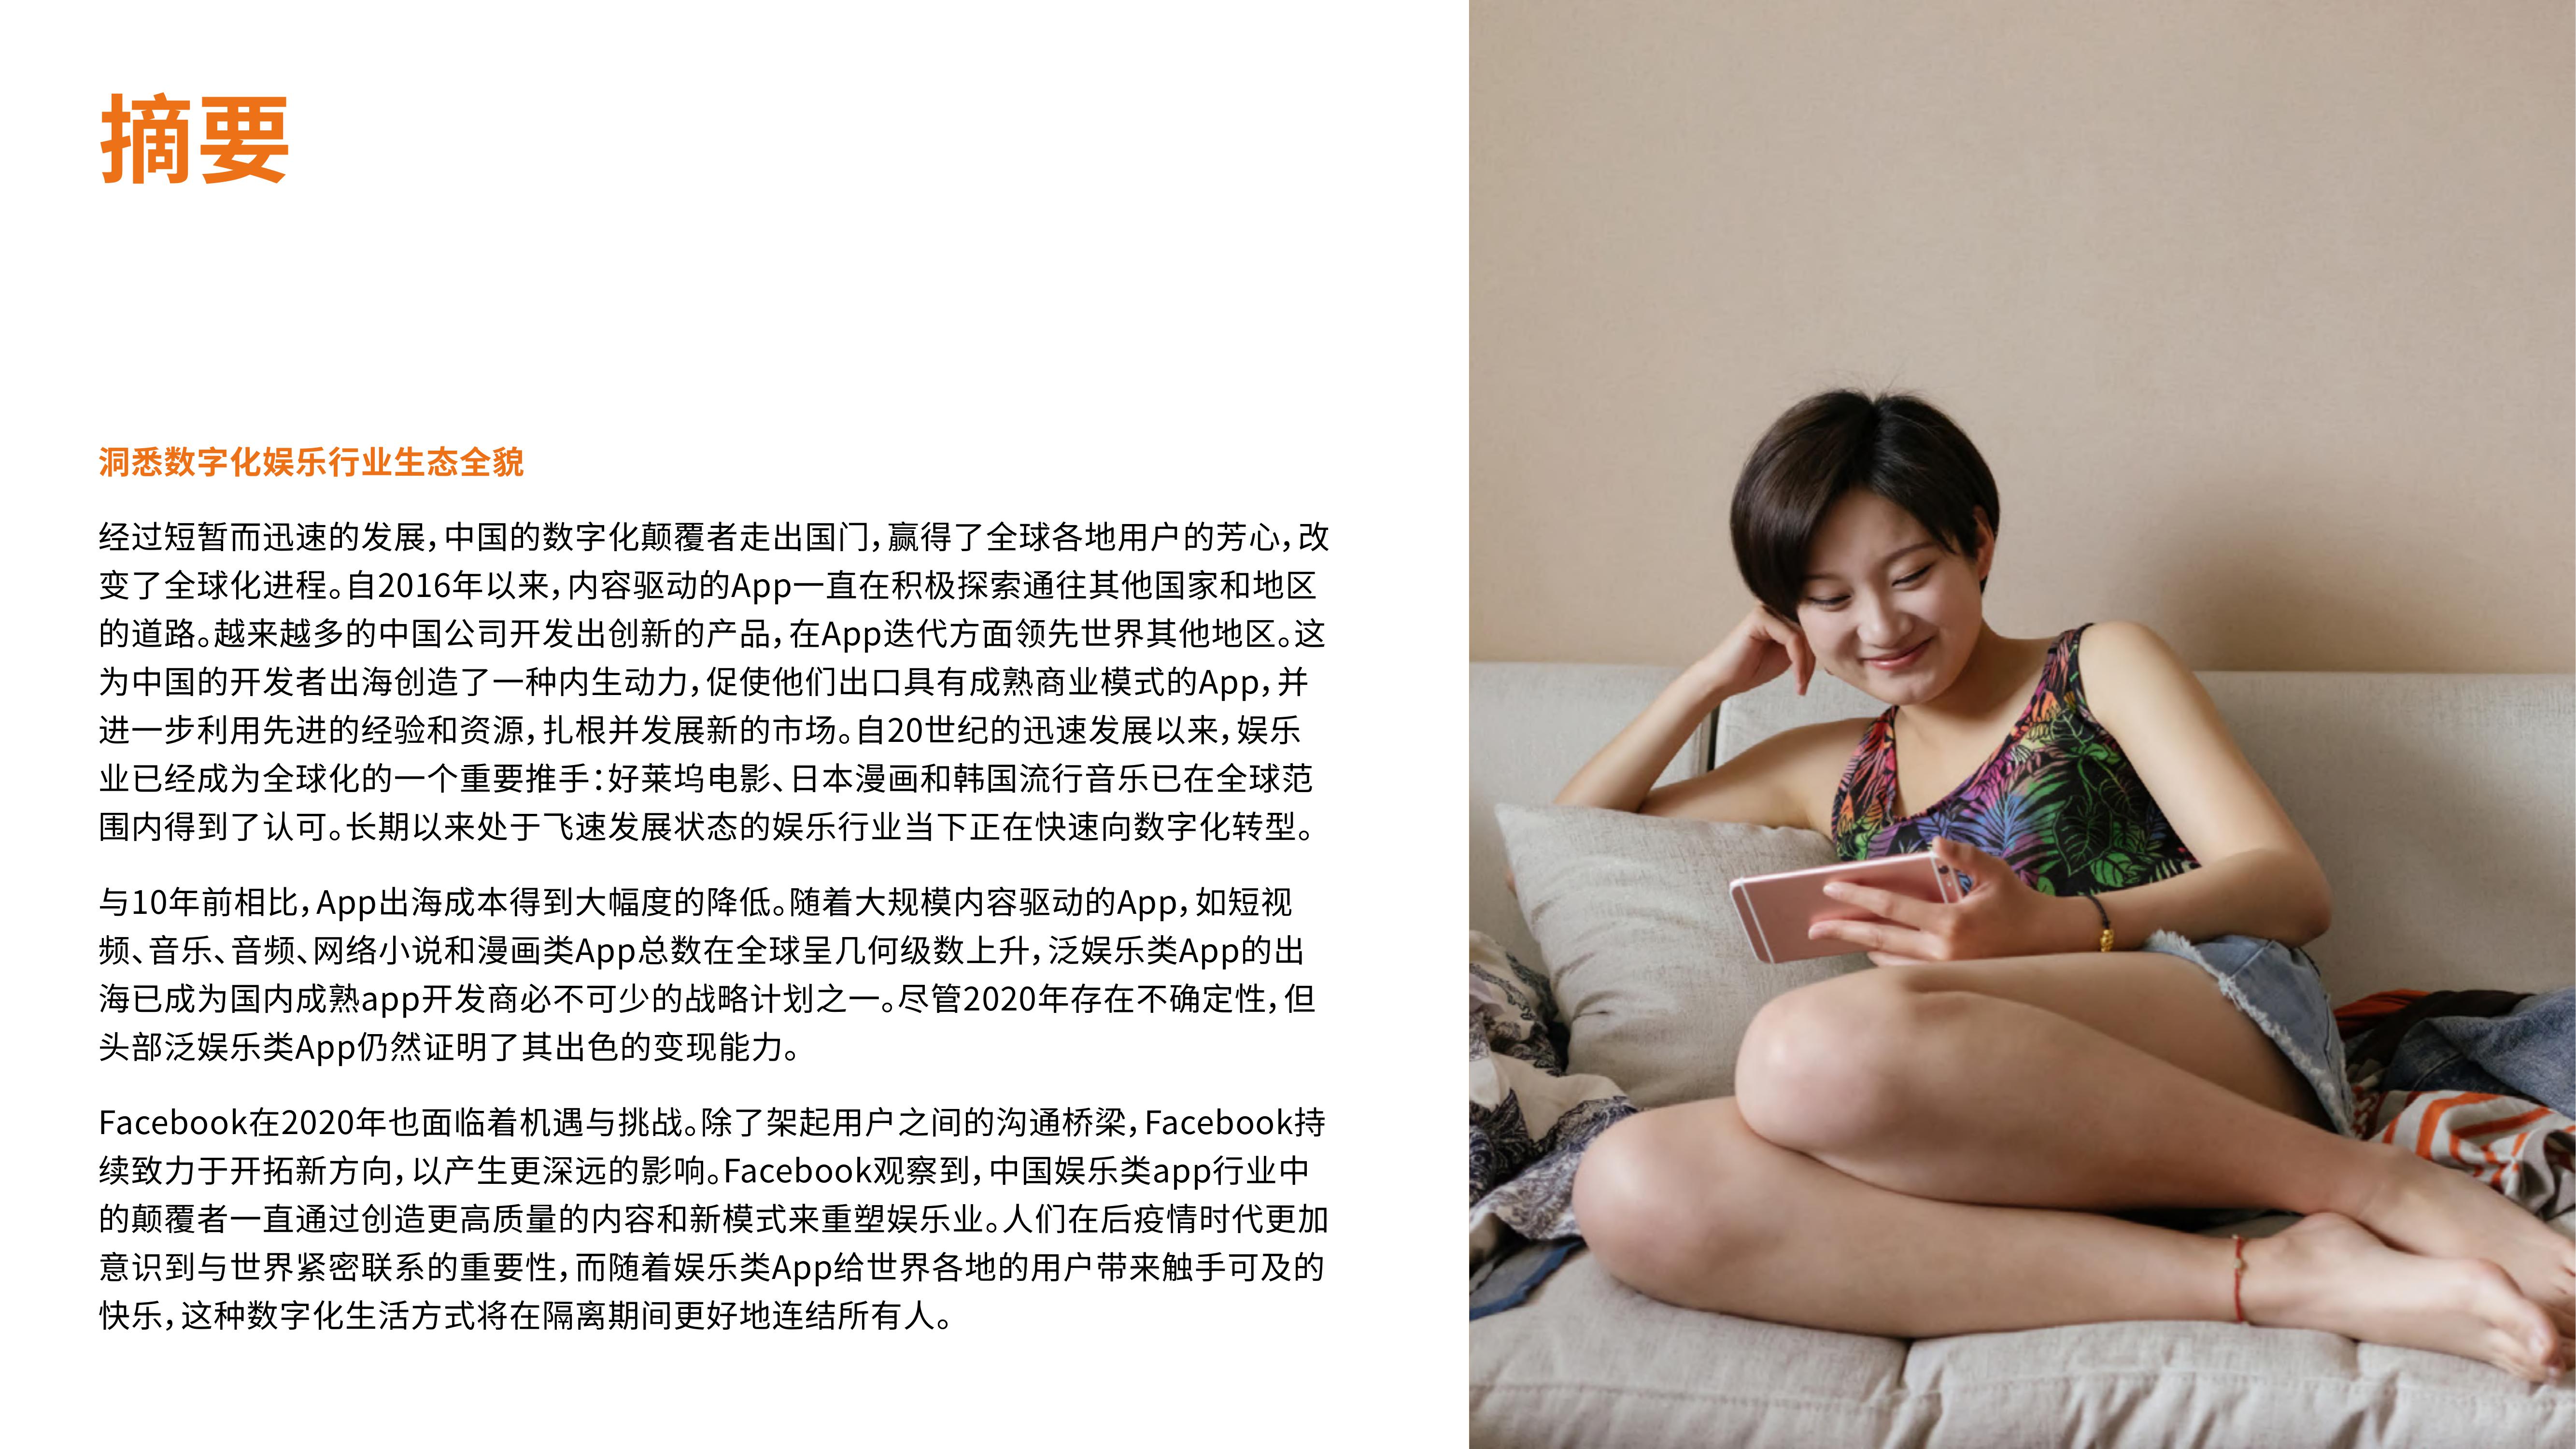 摘要
洞悉数字化娱乐行业生态全貌
经过短暂而迅速的发展，中国的数字化颠覆者走出国门，赢得了全球各地用户的芳心，改
变了全球化进程。自2016年以来，内容驱动的App一直在积极探索通往其他国家和地区
的道路。越来越多的中国公司开发出创新的产品，在App迭代方面领先世界其他地区。这
为中国的开发者出海创造了一种内生动力，促使他们出口具有成熟商业模式的App，并
进一步利用先进的经验和资源，扎根并发展新的市场。自20世纪的迅速发展以来，娱乐
业已经成为全球化的一个重要推手：好莱坞电影、日本漫画和韩国流行音乐已在全球范
围内得到了认可。长期以来处于飞速发展状态的娱乐行业当下正在快速向数字化转型。
与10年前相比，App出海成本得到大幅度的降低。随着大规模内容驱动的App，如短视
频、音乐、音频、网络小说和漫画类App总数在全球呈几何级数上升，泛娱乐类App的出
海已成为国内成熟app开发商必不可少的战略计划之一。尽管2020年存在不确定性，但
头部泛娱乐类App仍然证明了其出色的变现能力。
Facebook在2020年也面临着机遇与挑战。除了架起用户之间的沟通桥梁，Facebook持
续致力于开拓新方向，以产生更深远的影响。Facebook观察到，中国娱乐类app行业中
的颠覆者一直通过创造更高质量的内容和新模式来重塑娱乐业。人们在后疫情时代更加
意识到与世界紧密联系的重要性，而随着娱乐类App给世界各地的用户带来触手可及的
快乐，这种数字化生活方式将在隔离期间更好地连结所有人。